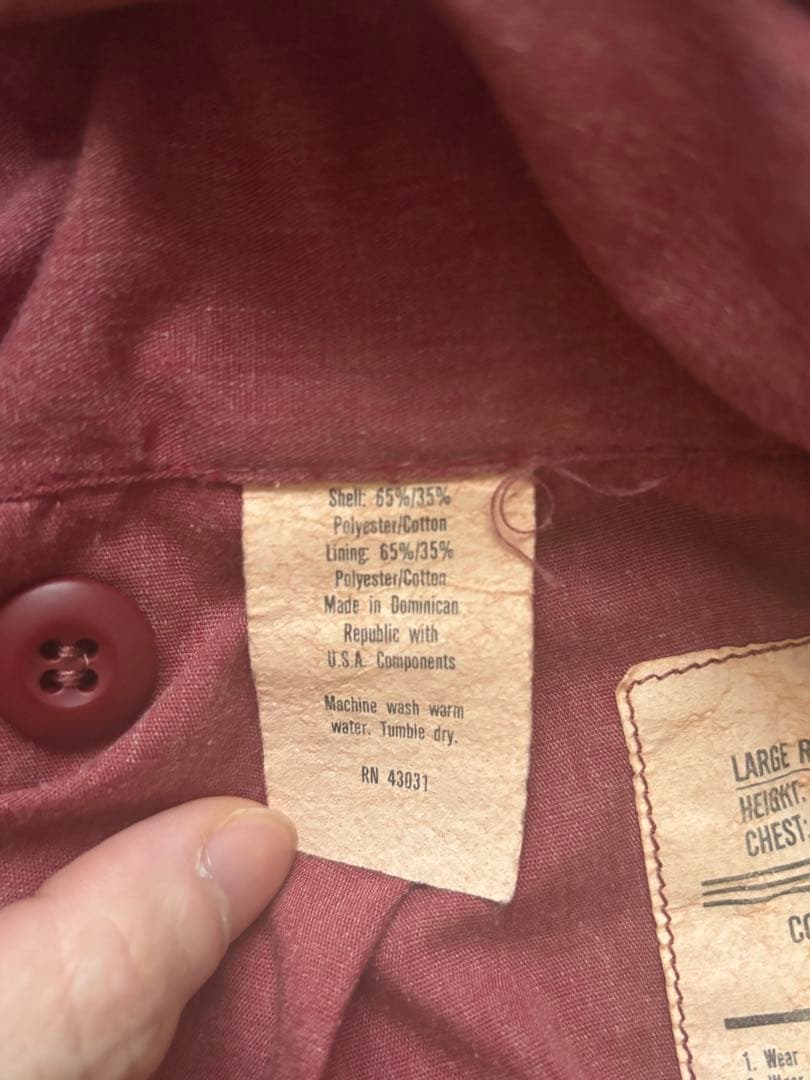 Shell: 65%/35%
Polyester/Cotton
Lining: 65%/35%
Polyester/Cotton
Made in Dominican
Republic with
U.S.A. Components
Machine wash warm
water. Tumble dry.
RN 43031
LARGE R
HEIGHT:
CHEST:
CO
1. Wear